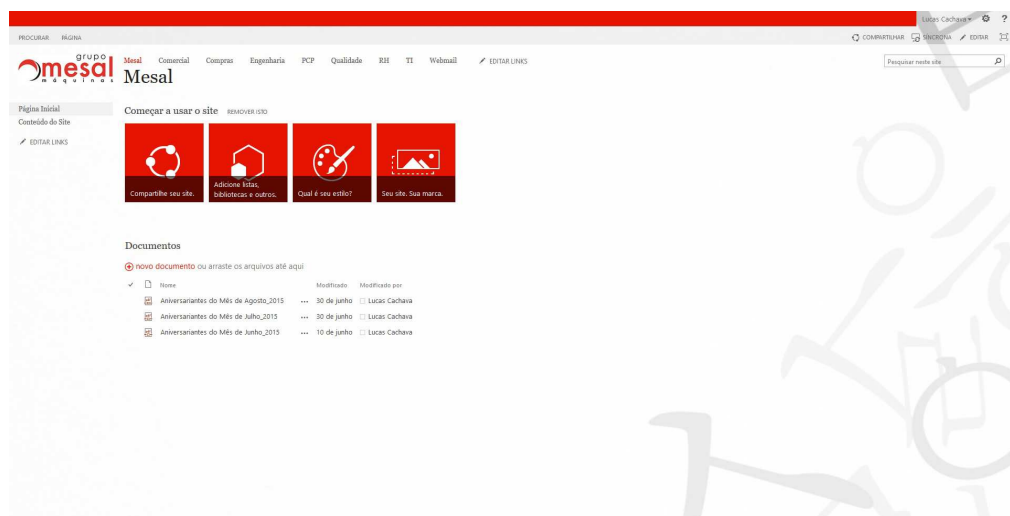 Lucas Cachava
?
PROCURAR PÁGINA
COMPARTILHAR SINCRONIA EDITAR
grupo
mesal
máquinas
Mesal Comercial Compras Engenharia PCP Qualidade RH TI Webmail EDITAR LINKS
Pesquisar neste site
Mesal
Página Inicial
Conteúdo do Site
EDITAR LINKS
Começar a usar o site REMOVER ISTO
Compartilhe seu site.
Adicione listas,
bibliotecas e outros.
Qual é seu estilo?
Seu site. Sua marca.
Documentos
novo documento ou arraste os arquivos até aqui
Nome Modificado Modificado por
Aniversariantes do Mês de Agosto_2015 ... 30 de junho Lucas Cachava
Aniversariantes do Mês de Julho_2015 ... 30 de junho Lucas Cachava
Aniversariantes do Mês de Junho_2015 ... 10 de junho Lucas Cachava